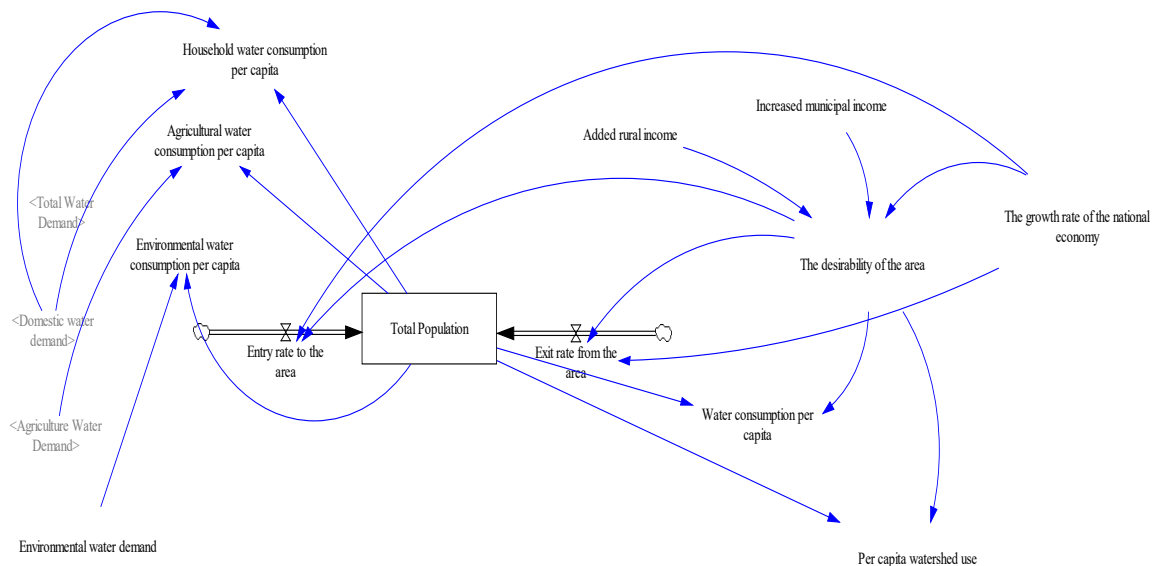 Household water consumption
per capita
Increased municipal income
Added rural income
Agricultural water
consumption per capita
<Total Water
Demand>
The growth rate of the national
economy
Environmental water
consumption per capita
The desirability of the area
<Domestic water
demand>
Total Population
Entry rate to the
area
Exit rate from the
area
Water consumption per
capita
<Agriculture Water
Demand>
Environmental water demand
Per capita watershed use